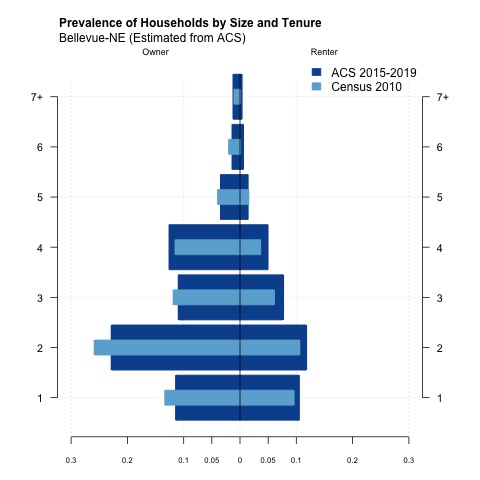 Prevalence of Households by Size and Tenure
Bellevue-NE (Estimated from ACS)
Owner Renter
ACS 2015-2019
Census 2010
7+ 7+
6 6
5 5
4 4
3 3
2 2
1 1
0.3 0.2 0.1 0.05 0 0.05 0.1 0.2 0.3